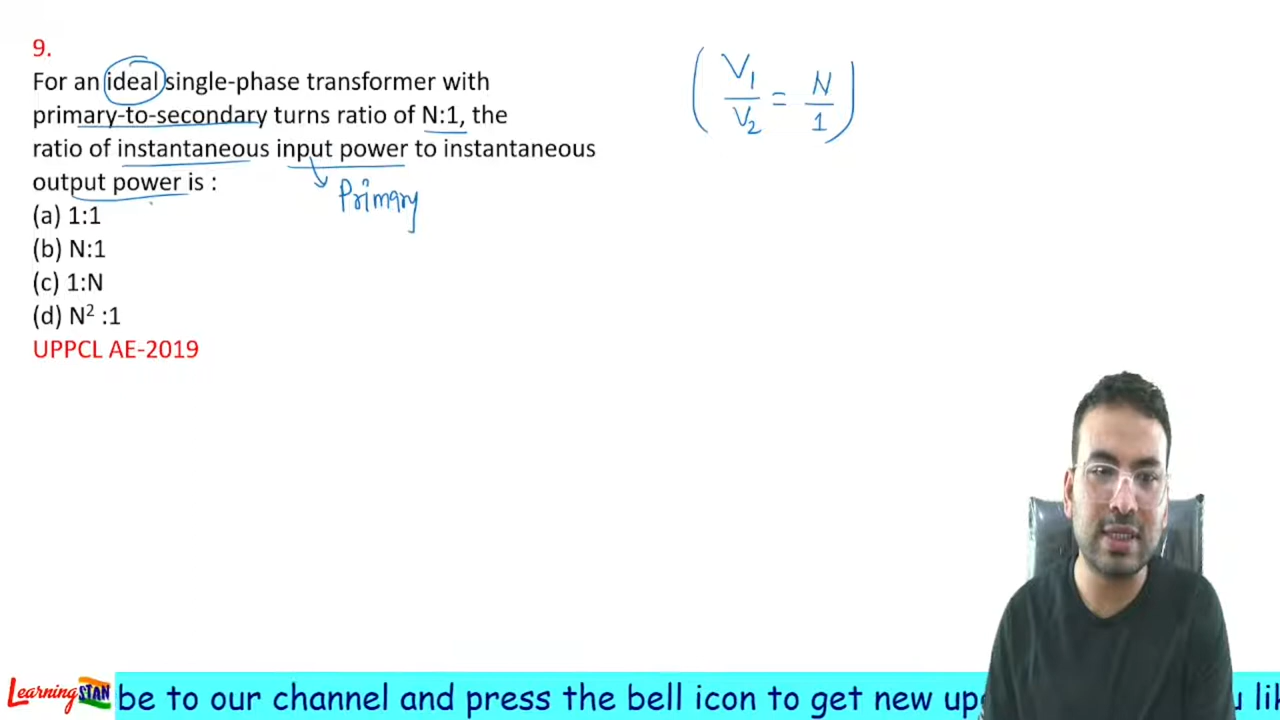 9.
For an ideal single-phase transformer with
primary-to-secondary turns ratio of N:1, the
ratio of instantaneous input power to instantaneous
output power is :
Primary
(a) 1:1
(b) N:1
(c) 1:N
(d) N² :1
UPPCL AE-2019
(V₁/V₂ = N/1)
Learning STAN
be to our channel and press the bell icon to get new up